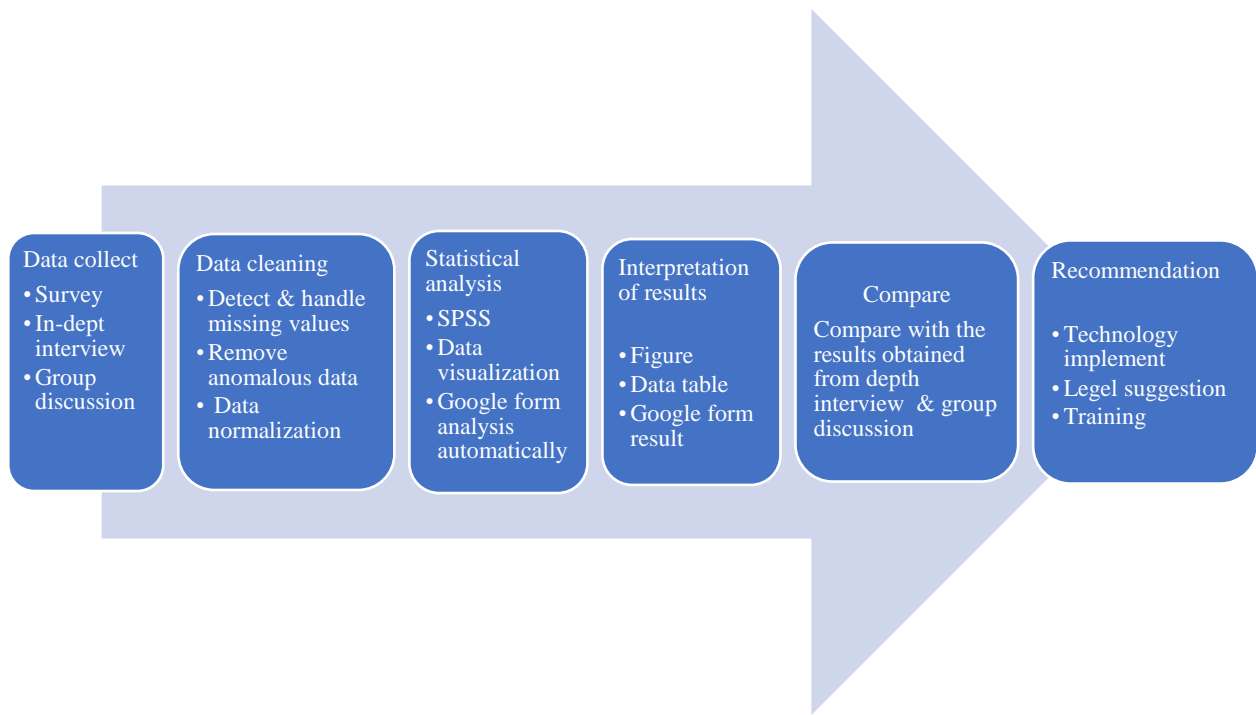 Data collect
• Survey
• In-dept
interview
• Group
discussion
Data cleaning
• Detect & handle
missing values
• Remove
anomalous data
• Data
normalization
Statistical
analysis
• SPSS
• Data
visualization
• Google form
analysis
automatically
Interpretation
of results
• Figure
• Data table
• Google form
result
Compare
Compare with the
results obtained
from depth
interview & group
discussion
Recommendation
• Technology
implement
• Legel suggestion
• Training